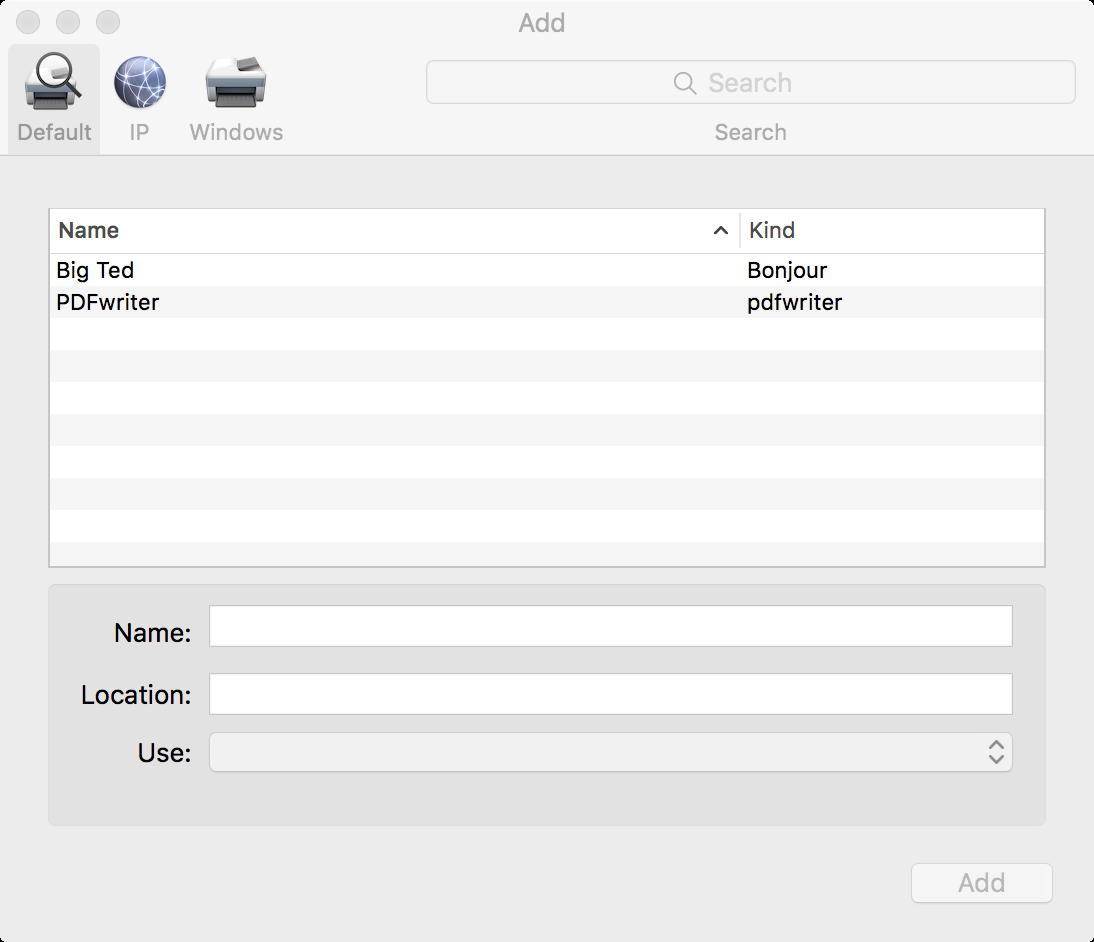 Add
Default IP Windows
Search
Search
Name Kind
Big Ted Bonjour
PDFwriter pdfwriter
Name:
Location:
Use:
Add